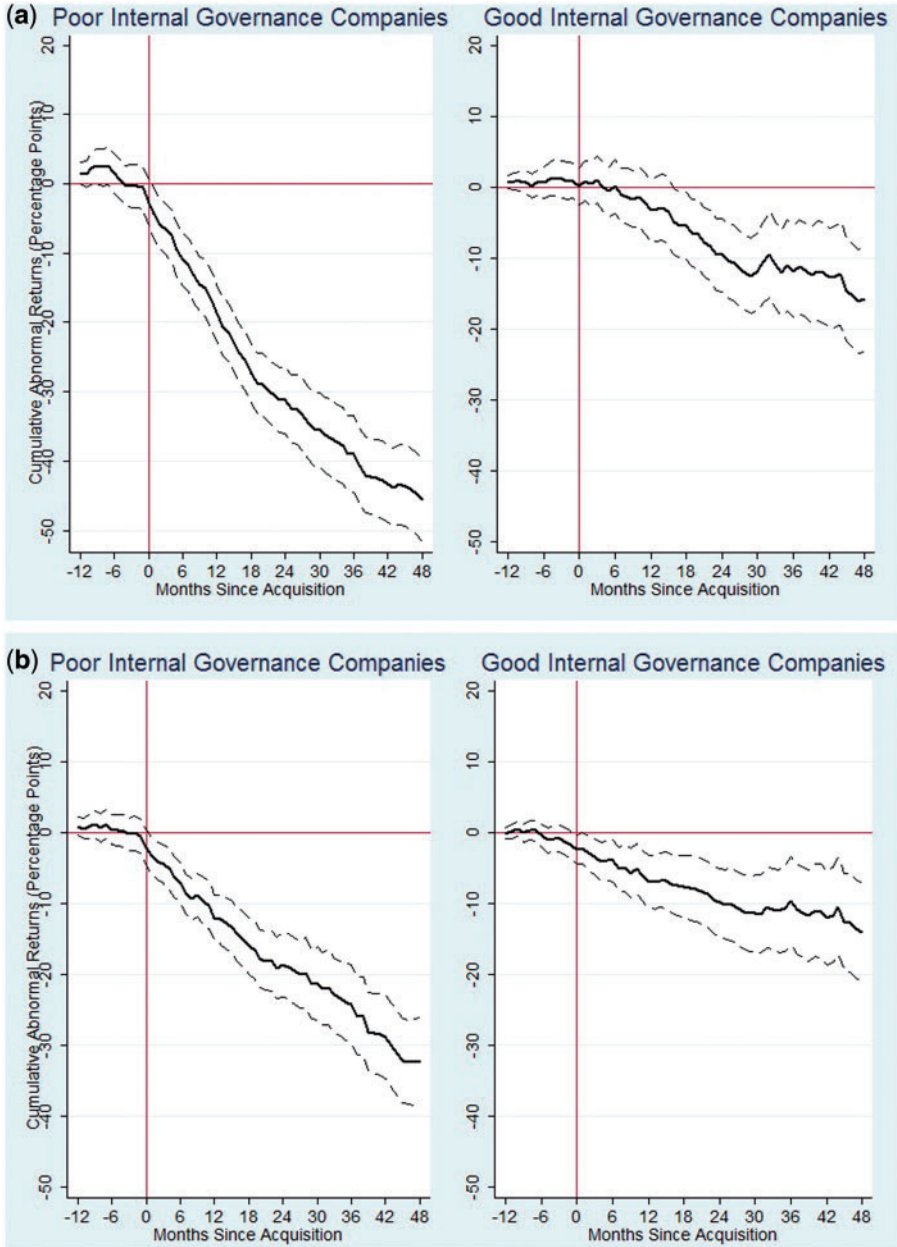 (a) Poor Internal Governance Companies
Good Internal Governance Companies
Cumulative Abnormal Returns (Percentage Points)
20
10
0
-10
-20
-30
-40
-50
-12 -6 0 6 12 18 24 30 36 42 48
Months Since Acquisition
20
10
0
-10
-20
-30
-40
-50
-12 -6 0 6 12 18 24 30 36 42 48
Months Since Acquisition
(b) Poor Internal Governance Companies
Good Internal Governance Companies
Cumulative Abnormal Returns (Percentage Points)
20
10
0
-10
-20
-30
-40
-50
-12 -6 0 6 12 18 24 30 36 42 48
Months Since Acquisition
20
10
0
-10
-20
-30
-40
-50
-12 -6 0 6 12 18 24 30 36 42 48
Months Since Acquisition